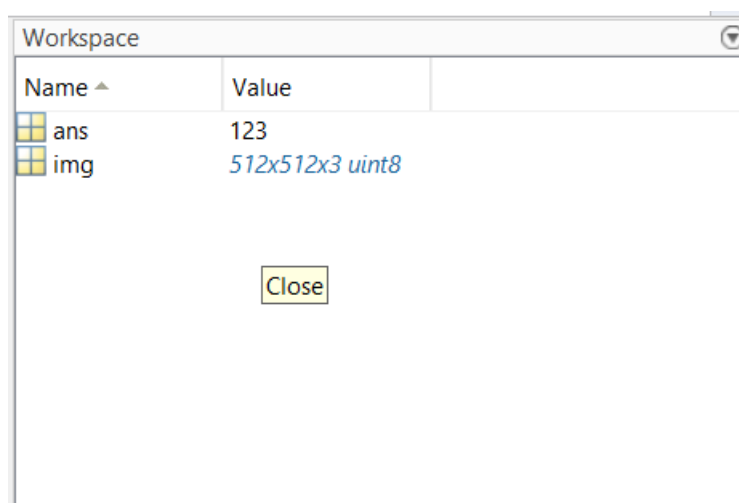 Workspace
Name Value
ans 123
img 512x512x3 uint8
Close